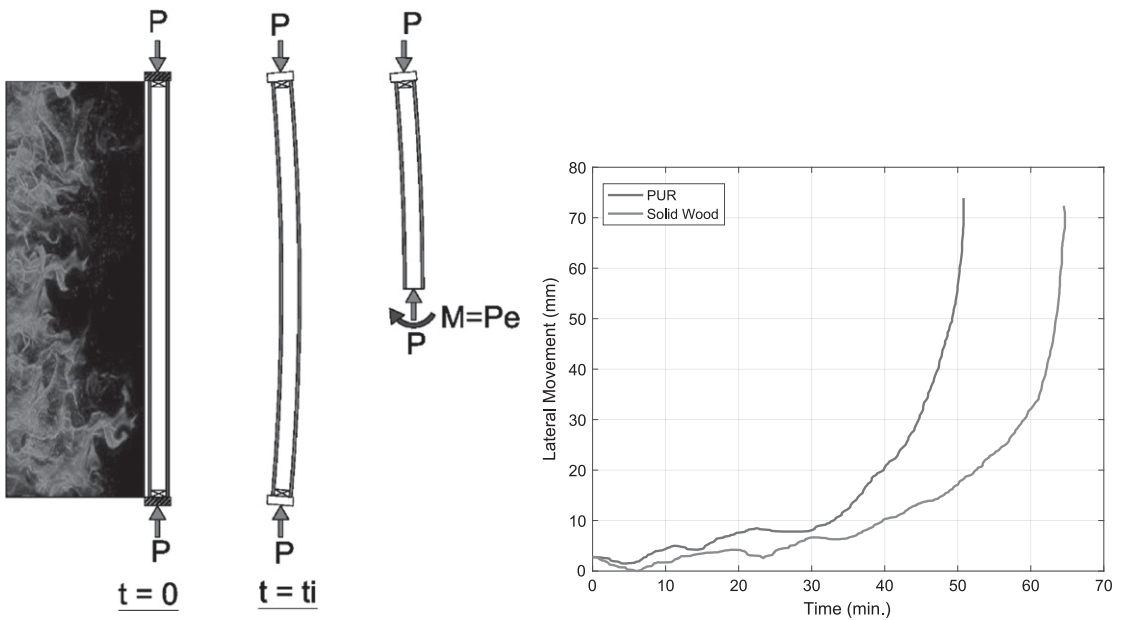 P
P
P
M=Pe
P
P
P
t = 0
t = ti
PUR
Solid Wood
Lateral Movement (mm)
80
70
60
50
40
30
20
10
0
0 10 20 30 40 50 60 70
Time (min.)